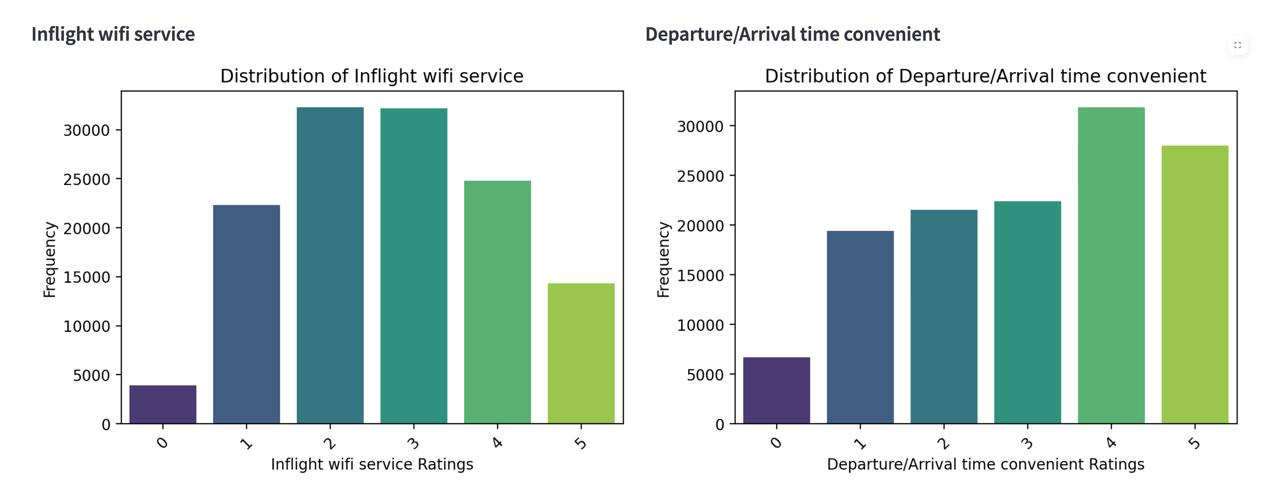 Inflight wifi service
Distribution of Inflight wifi service
Frequency
30000
25000
20000
15000
10000
5000
0
0 1 2 3 4 5
Inflight wifi service Ratings
Departure/Arrival time convenient
Distribution of Departure/Arrival time convenient
Frequency
30000
25000
20000
15000
10000
5000
0
0 1 2 3 4 5
Departure/Arrival time convenient Ratings